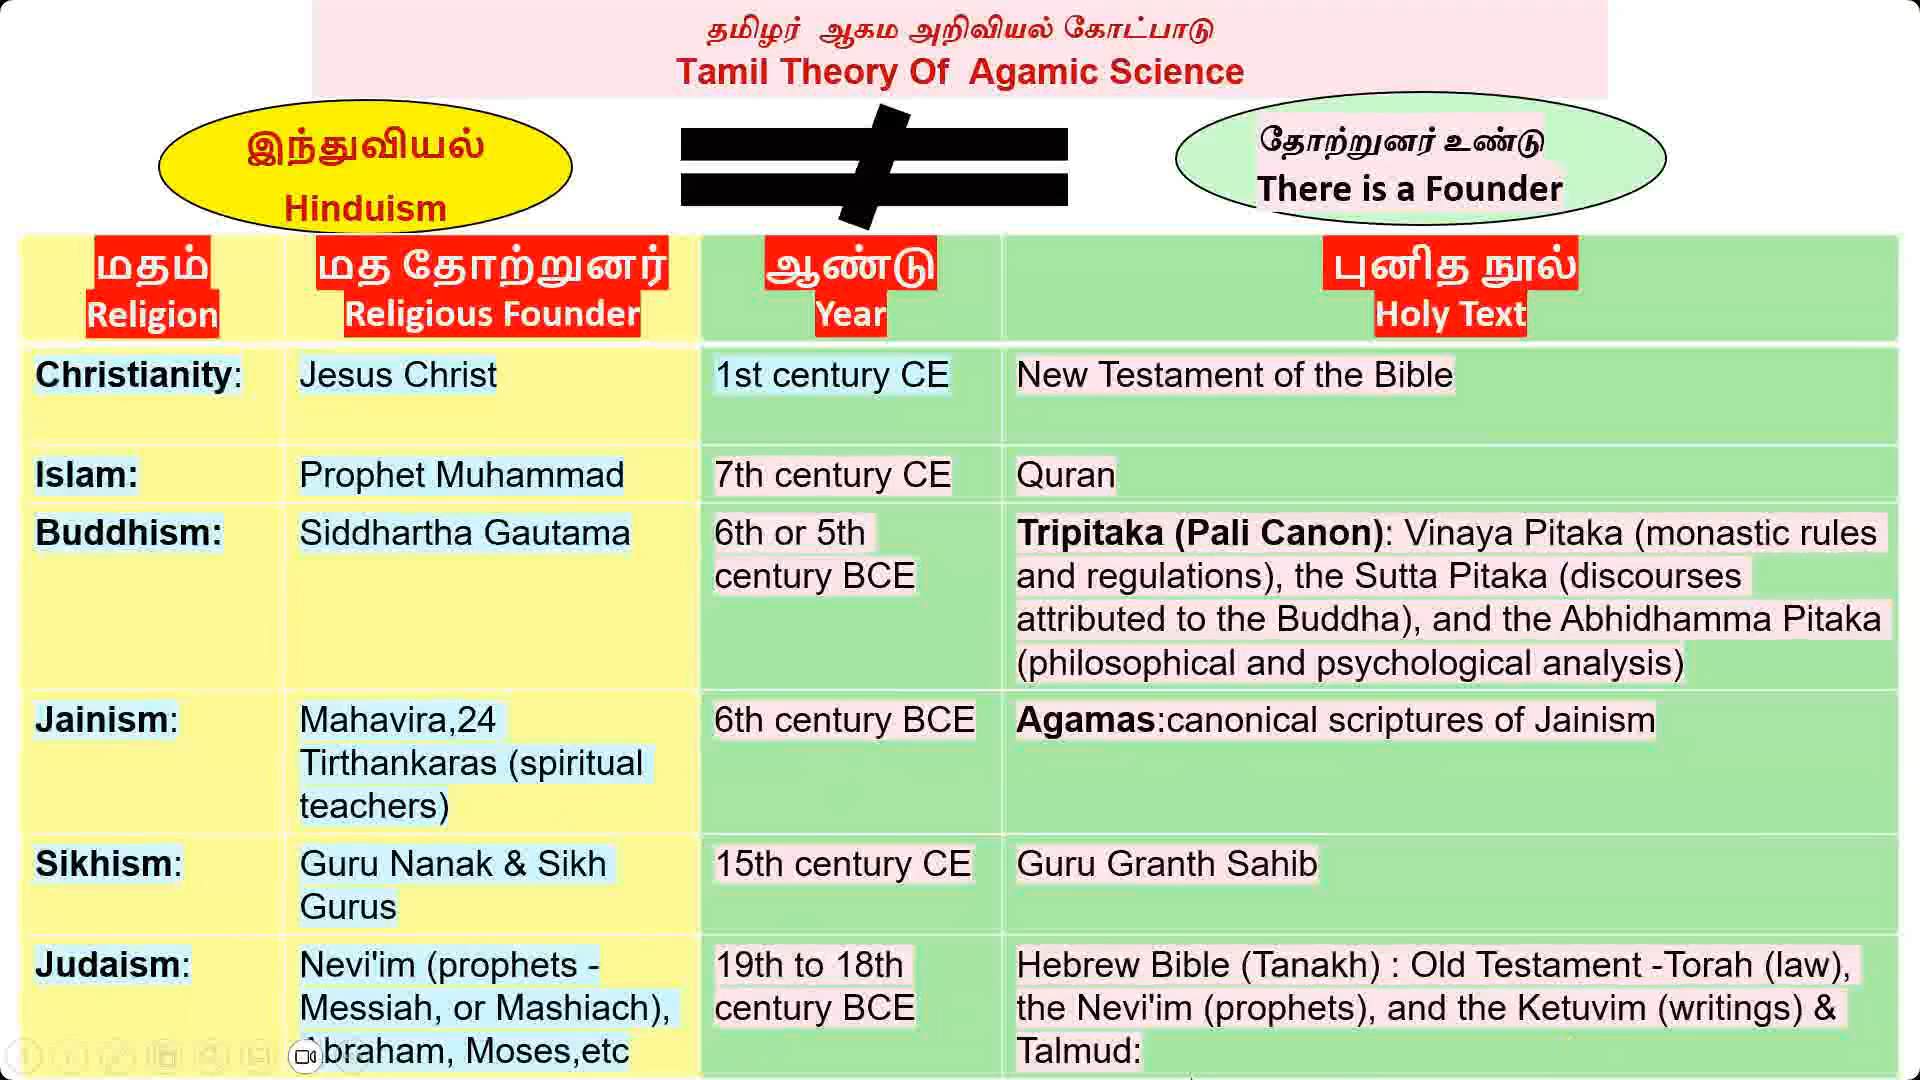 தமிழர் ஆகம அறிவியல் கோட்பாடு
Tamil Theory Of Agamic Science
இந்துவியல்
Hinduism
தோற்றுனர் உண்டு
There is a Founder
மதம்
Religion
மத தோற்றுனர்
Religious Founder
ஆண்டு
Year
புனித நூல்
Holy Text
Christianity:
Jesus Christ
1st century CE
New Testament of the Bible
Islam:
Prophet Muhammad
7th century CE
Quran
Buddhism:
Siddhartha Gautama
6th or 5th
century BCE
Tripitaka (Pali Canon): Vinaya Pitaka (monastic rules
and regulations), the Sutta Pitaka (discourses
attributed to the Buddha), and the Abhidhamma Pitaka
(philosophical and psychological analysis)
Jainism:
Mahavira,24
Tirthankaras (spiritual
teachers)
6th century BCE
Agamas:canonical scriptures of Jainism
Sikhism:
Guru Nanak & Sikh
Gurus
15th century CE
Guru Granth Sahib
Judaism:
Nevi'im (prophets -
Messiah, or Mashiach),
Abraham, Moses,etc
19th to 18th
century BCE
Hebrew Bible (Tanakh) : Old Testament -Torah (law),
the Nevi'im (prophets), and the Ketuvim (writings) &
Talmud: